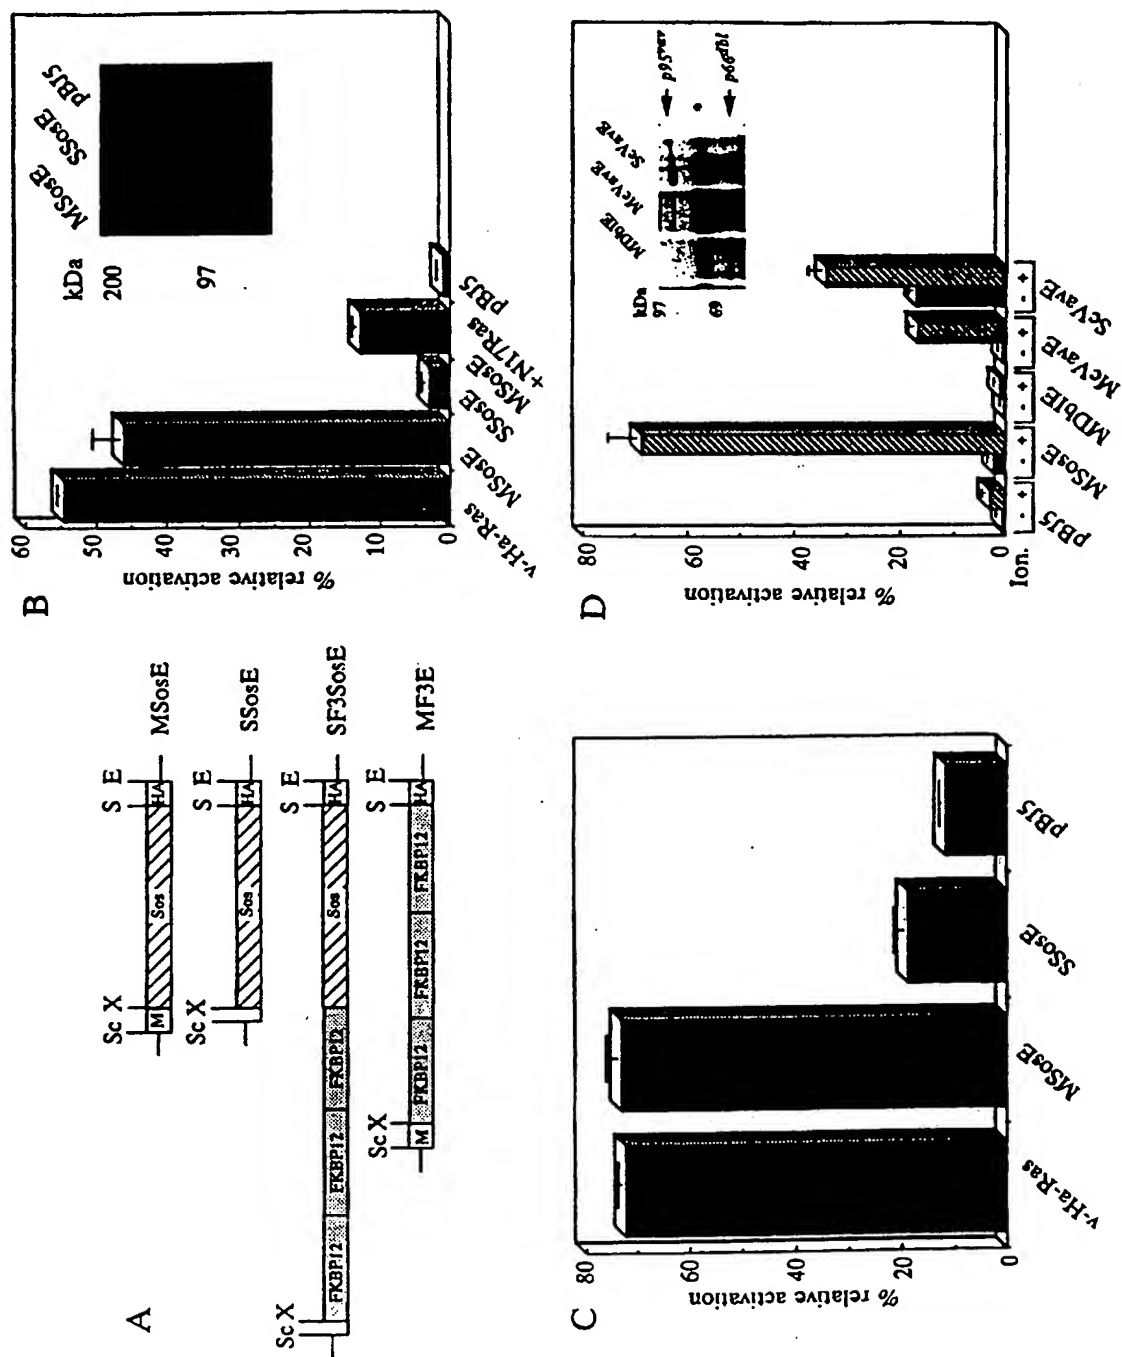 A
Sc X
S E
M
Sos
HA
MSosE
Sc X
S E
Sos
HA
SSosE
Sc X
S E
FKBP12
FKBP12
FKBP12
Sos
HA
SF3SosE
Sc X
S E
M
FKBP12
FKBP12
FKBP12
HA
MF3E
B
% relative activation
60
50
40
30
20
10
0
v-Ha-Ras
MSosE
SSosE
MSosE
+N17Ras
pBJ5
kDa
200
97
MSosE
SSosE
pBJ5
C
% relative activation
80
60
40
20
0
v-Ha-Ras
MSosE
SSosE
pBJ5
D
% relative activation
80
60
40
20
0
Ion.
- + - + - + - + - +
pBJ5
MSosE
MDblE
McVavE
ScVavE
kDa
97
69
MDblE
McVavE
ScVavE
p95vav
*
p66dbl